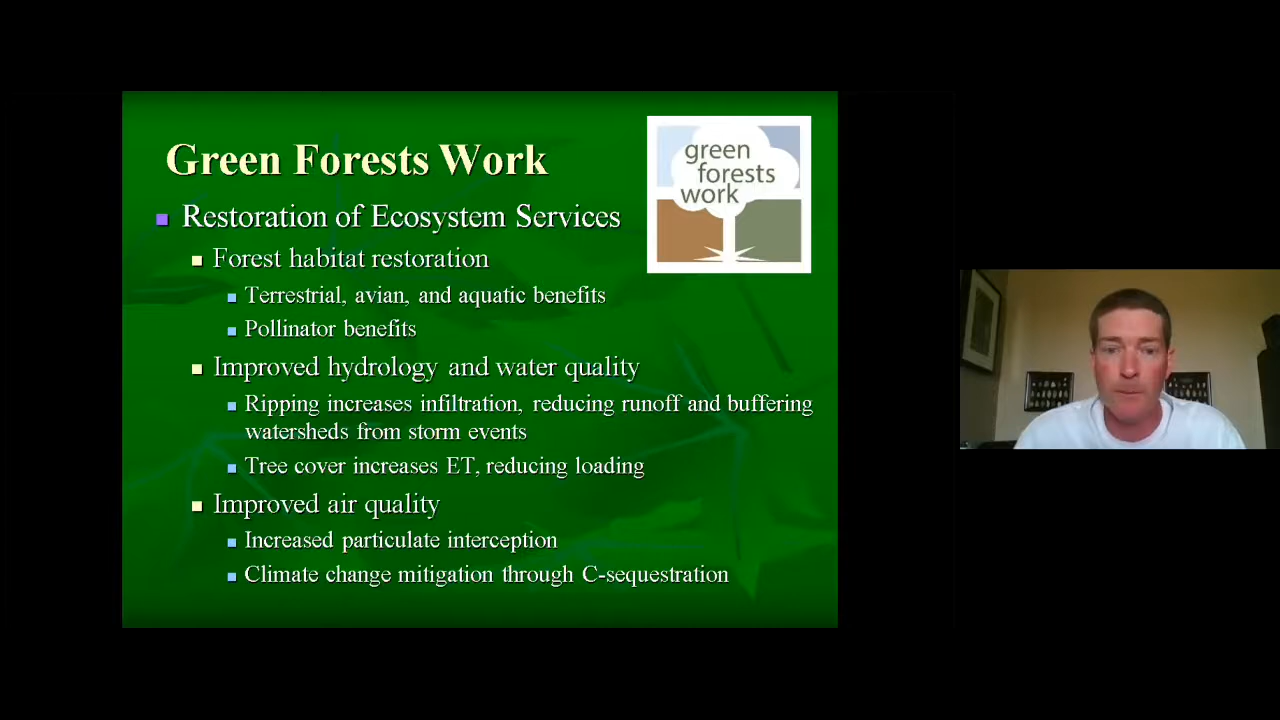 Green Forests Work
green
forests
work
Restoration of Ecosystem Services
Forest habitat restoration
Terrestrial, avian, and aquatic benefits
Pollinator benefits
Improved hydrology and water quality
Ripping increases infiltration, reducing runoff and buffering
watersheds from storm events
Tree cover increases ET, reducing loading
Improved air quality
Increased particulate interception
Climate change mitigation through C-sequestration